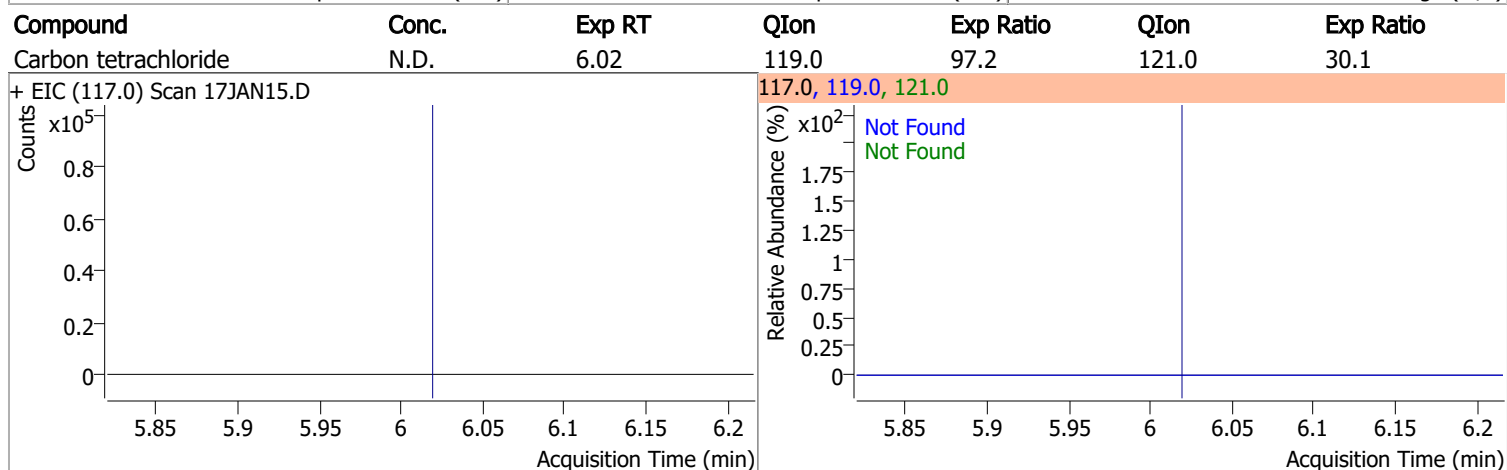 Compound Conc. Exp RT QIon Exp Ratio QIon Exp Ratio
Carbon tetrachloride N.D. 6.02 119.0 97.2 121.0 30.1
+ EIC (117.0) Scan 17JAN15.D
Counts
x10⁵
0.8
0.6
0.4
0.2
0
5.85 5.9 5.95 6 6.05 6.1 6.15 6.2
Acquisition Time (min)
117.0, 119.0, 121.0
Relative Abundance (%)
x10²
Not Found
Not Found
1.75
1.5
1.25
1
0.75
0.5
0.25
0
5.85 5.9 5.95 6 6.05 6.1 6.15 6.2
Acquisition Time (min)